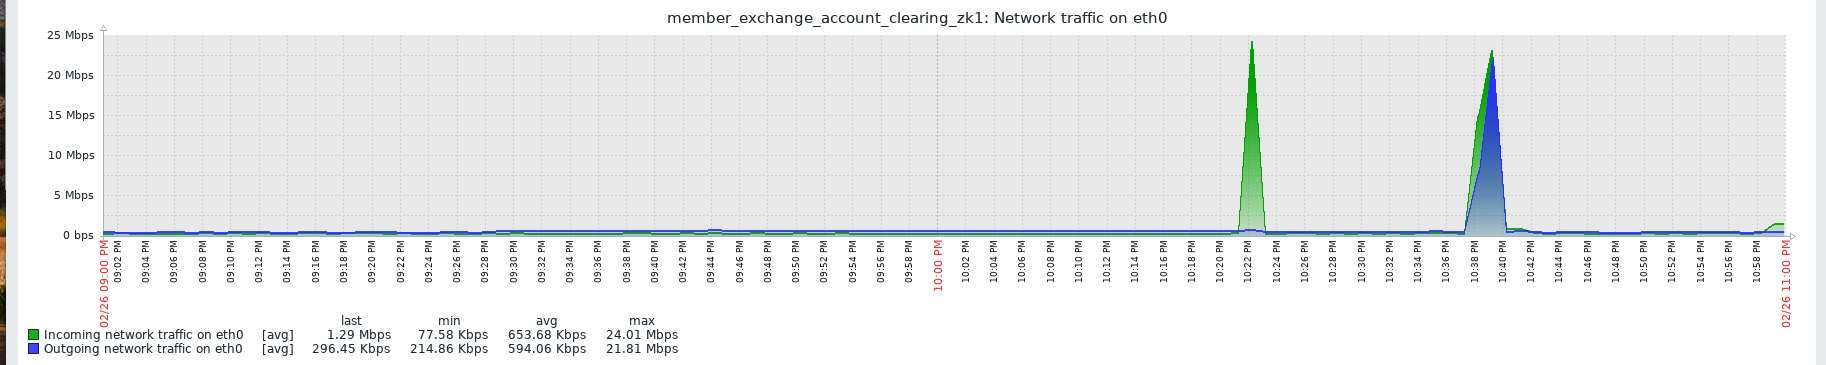 member_exchange_account_clearing_zk1: Network traffic on eth0
25 Mbps
20 Mbps
15 Mbps
10 Mbps
5 Mbps
0 bps
02/26 09:00 PM
09:02 PM
09:04 PM
09:06 PM
09:08 PM
09:10 PM
09:12 PM
09:14 PM
09:16 PM
09:18 PM
09:20 PM
09:22 PM
09:24 PM
09:26 PM
09:28 PM
09:30 PM
09:32 PM
09:34 PM
09:36 PM
09:38 PM
09:40 PM
09:42 PM
09:44 PM
09:46 PM
09:48 PM
09:50 PM
09:52 PM
09:54 PM
09:56 PM
09:58 PM
10:00 PM
10:02 PM
10:04 PM
10:06 PM
10:08 PM
10:10 PM
10:12 PM
10:14 PM
10:16 PM
10:18 PM
10:20 PM
10:22 PM
10:24 PM
10:26 PM
10:28 PM
10:30 PM
10:32 PM
10:34 PM
10:36 PM
10:38 PM
10:40 PM
10:42 PM
10:44 PM
10:46 PM
10:48 PM
10:50 PM
10:52 PM
10:54 PM
10:56 PM
10:58 PM
02/26 11:00 PM
last min avg max
Incoming network traffic on eth0 [avg] 1.29 Mbps 77.58 Kbps 653.68 Kbps 24.01 Mbps
Outgoing network traffic on eth0 [avg] 296.45 Kbps 214.86 Kbps 594.06 Kbps 21.81 Mbps